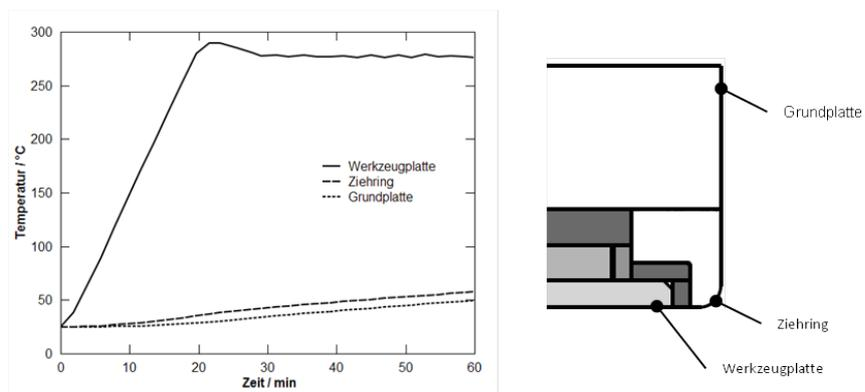 300
250
200
150
100
50
0
Temperatur / °C
Werkzeugplatte
Ziehring
Grundplatte
0 10 20 30 40 50 60
Zeit / min
Grundplatte
Ziehring
Werkzeugplatte